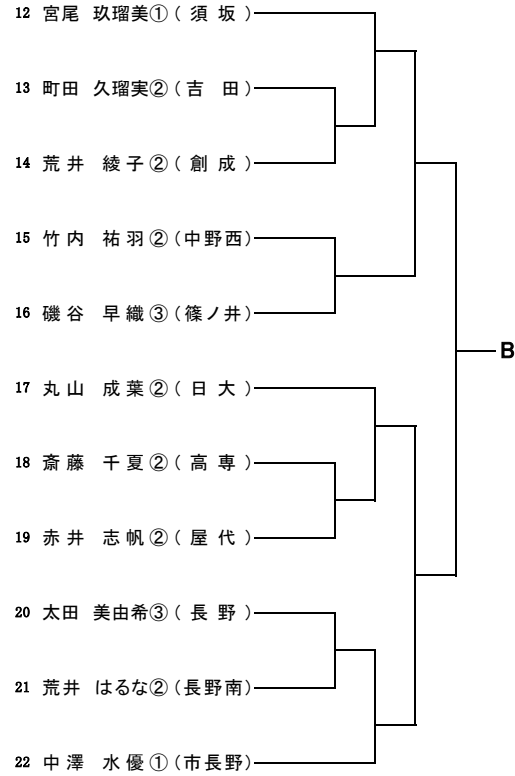 12 宮尾 玖瑠美①(須坂)
13 町田 久瑠実②(吉田)
14 荒井 綾子②(創成)
15 竹内 祐羽②(中野西)
16 磯谷 早織③(篠ノ井)
B
17 丸山 成葉②(日大)
18 斎藤 千夏②(高専)
19 赤井 志帆②(屋代)
20 太田 美由希③(長野)
21 荒井 はるな②(長野南)
22 中澤 水優①(市長野)